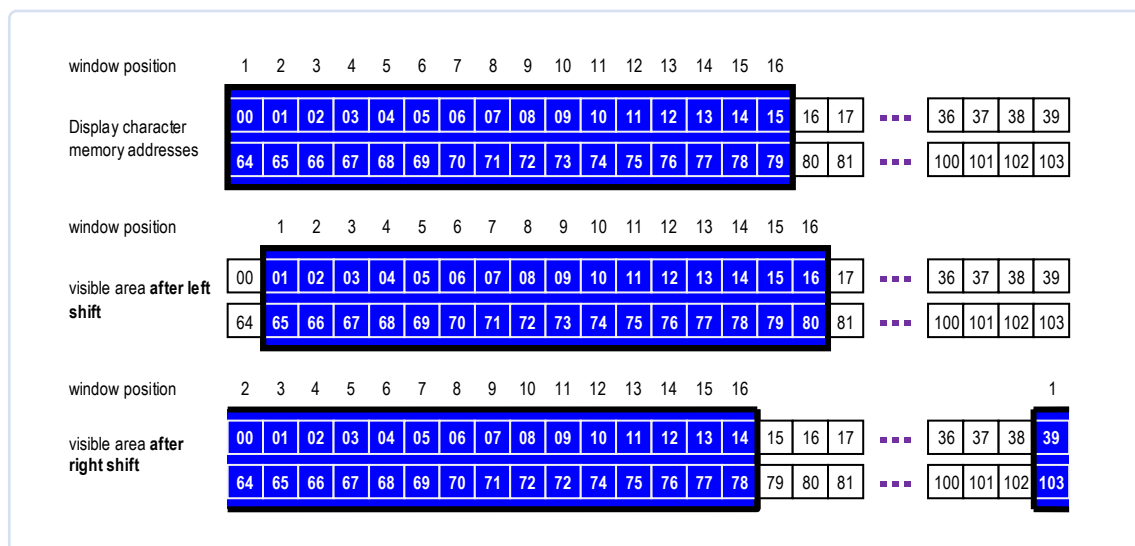 window position 1 2 3 4 5 6 7 8 9 10 11 12 13 14 15 16
Display character
memory addresses
00 01 02 03 04 05 06 07 08 09 10 11 12 13 14 15 16 17 36 37 38 39
64 65 66 67 68 69 70 71 72 73 74 75 76 77 78 79 80 81 100 101 102 103
window position 1 2 3 4 5 6 7 8 9 10 11 12 13 14 15 16
visible area after left
shift
00 01 02 03 04 05 06 07 08 09 10 11 12 13 14 15 16 17 36 37 38 39
64 65 66 67 68 69 70 71 72 73 74 75 76 77 78 79 80 81 100 101 102 103
window position 2 3 4 5 6 7 8 9 10 11 12 13 14 15 16 1
visible area after
right shift
00 01 02 03 04 05 06 07 08 09 10 11 12 13 14 15 16 17 36 37 38 39
64 65 66 67 68 69 70 71 72 72 74 75 76 77 78 79 80 81 100 101 102 103